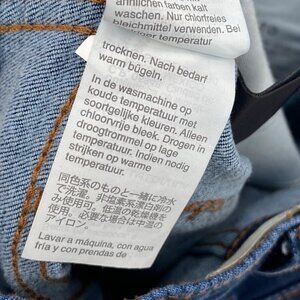 ähnlichen farben kalt
waschen. Nur chlorfreies
bleichmittel verwenden. Bei
temperatur
trocknen. Nach bedarf
warm bügeln.
In de wasmachine op
koude temperatuur met
soortgelijke kleuren. Alleen
chloorvrije bleek. Drogen in
droogtrommel op lage
temperatuur. Indien nodig
strijken op warme
temperatuur.
同色系のものと一緒に冷水
で洗濯。非塩素系漂白剤の
み使用可。低温の乾燥機を
使用。必要な場合は中温の
アイロン。
Lavar a máquina, con agua
fría y con prendas de